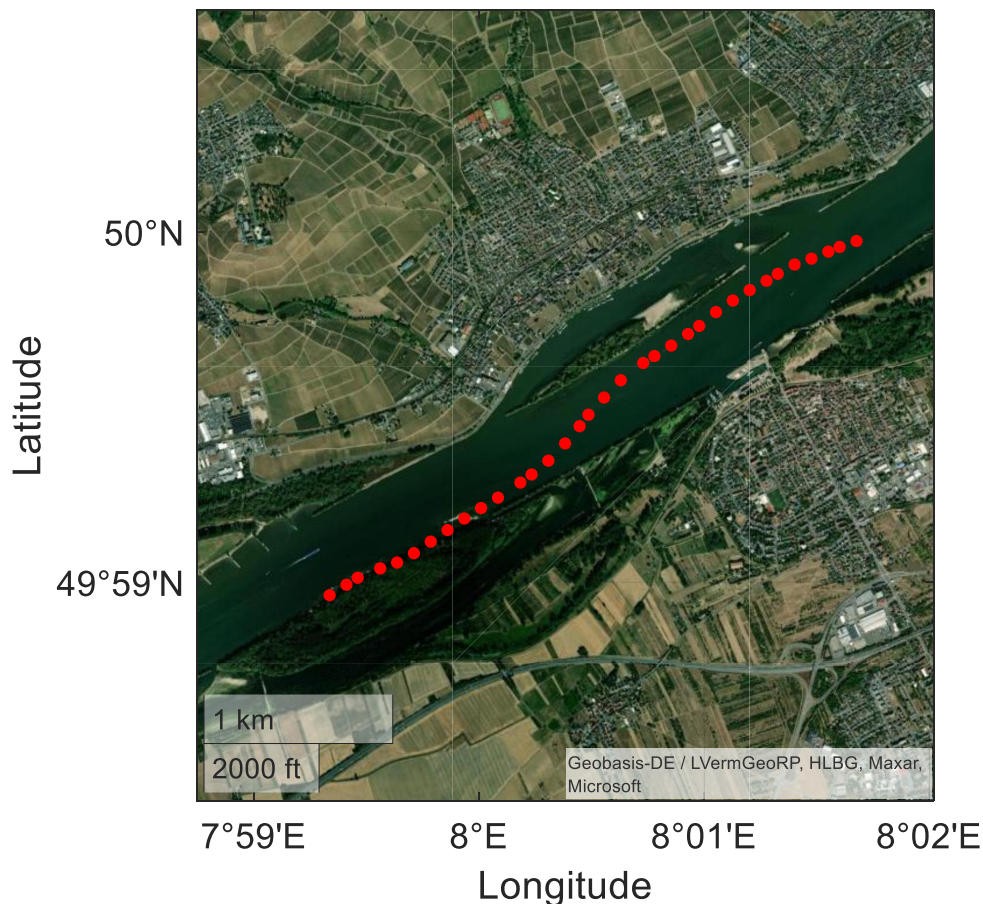 50°N
49°59'N
Latitude
1 km
2000 ft
Geobasis-DE / LVermGeoRP, HLBG, Maxar,
Microsoft
7°59'E
8°E
8°01'E
8°02'E
Longitude